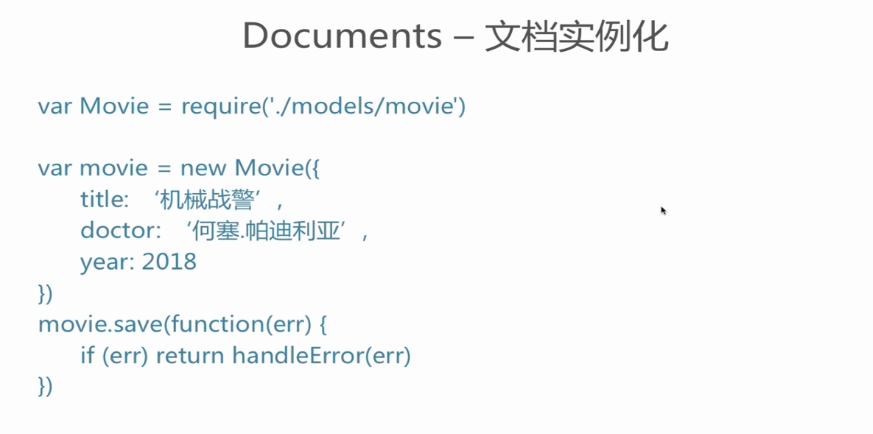 Documents – 文档实例化
var Movie = require('./models/movie')
var movie = new Movie({
title: ‘机械战警’,
doctor: ‘何塞.帕迪利亚’,
year: 2018
})
movie.save(function(err) {
if (err) return handleError(err)
})